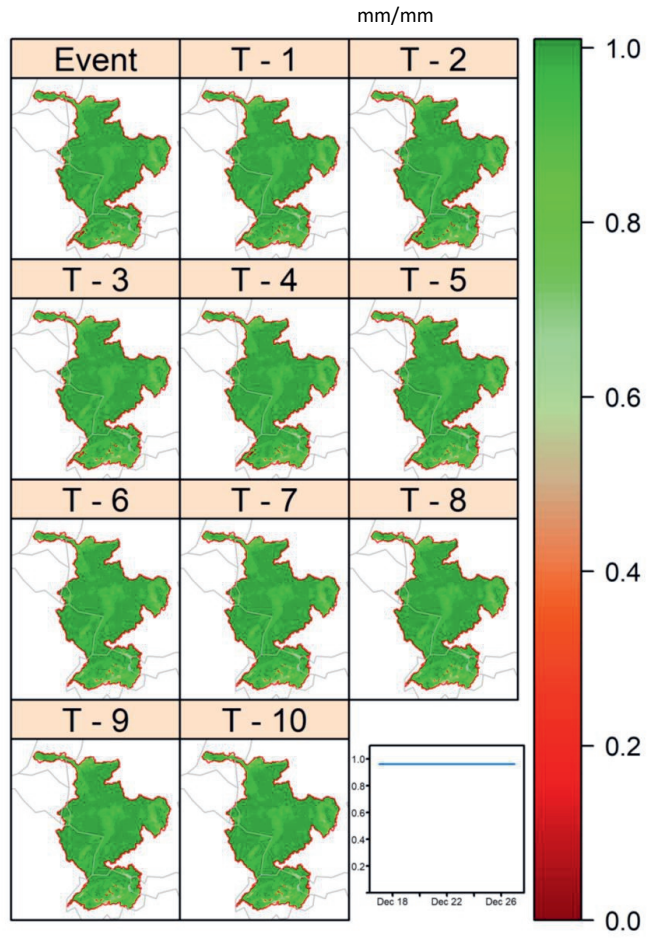 mm/mm
Event T - 1 T - 2
T - 3 T - 4 T - 5
T - 6 T - 7 T - 8
T - 9 T - 10
1.0
0.8
0.6
0.4
0.2
Dec 18 Dec 22 Dec 26
1.0
0.8
0.6
0.4
0.2
0.0